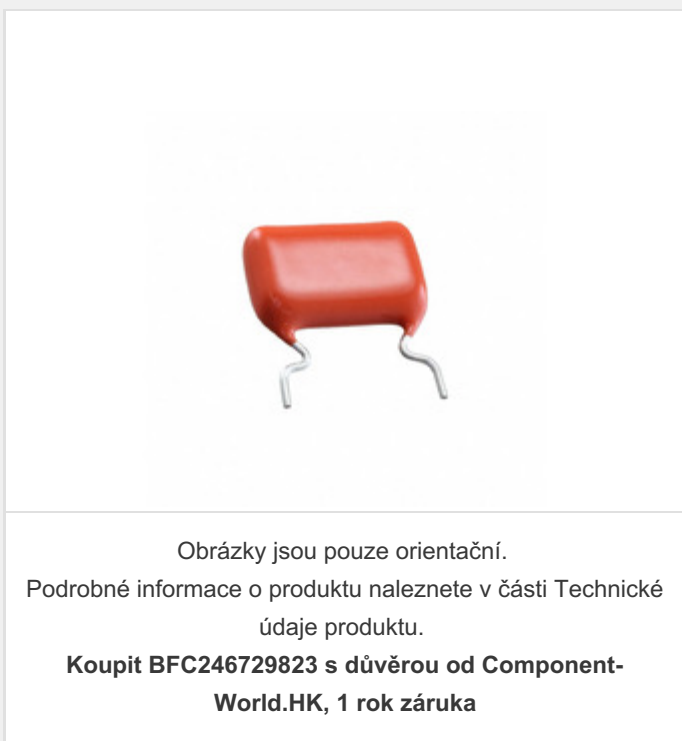 Obrázky jsou pouze orientační.
Podrobné informace o produktu naleznete v části Technické
údaje produktu.
Koupit BFC246729823 s důvěrou od Component-
World.HK, 1 rok záruka